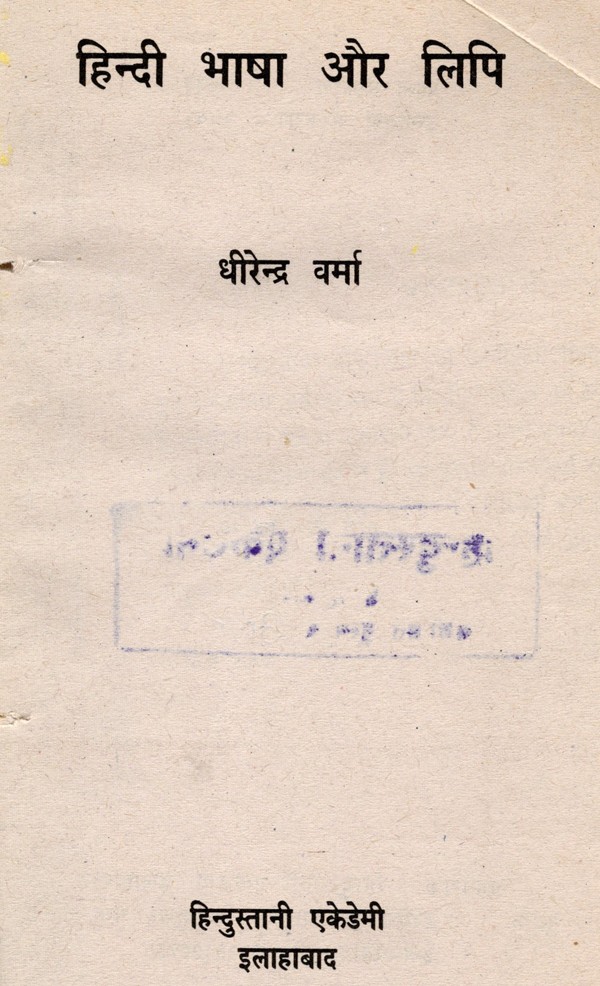 हिन्दी भाषा और लिपि
धीरेन्द्र वर्मा
हिन्दुस्तानी एकेडेमी
इलाहाबाद